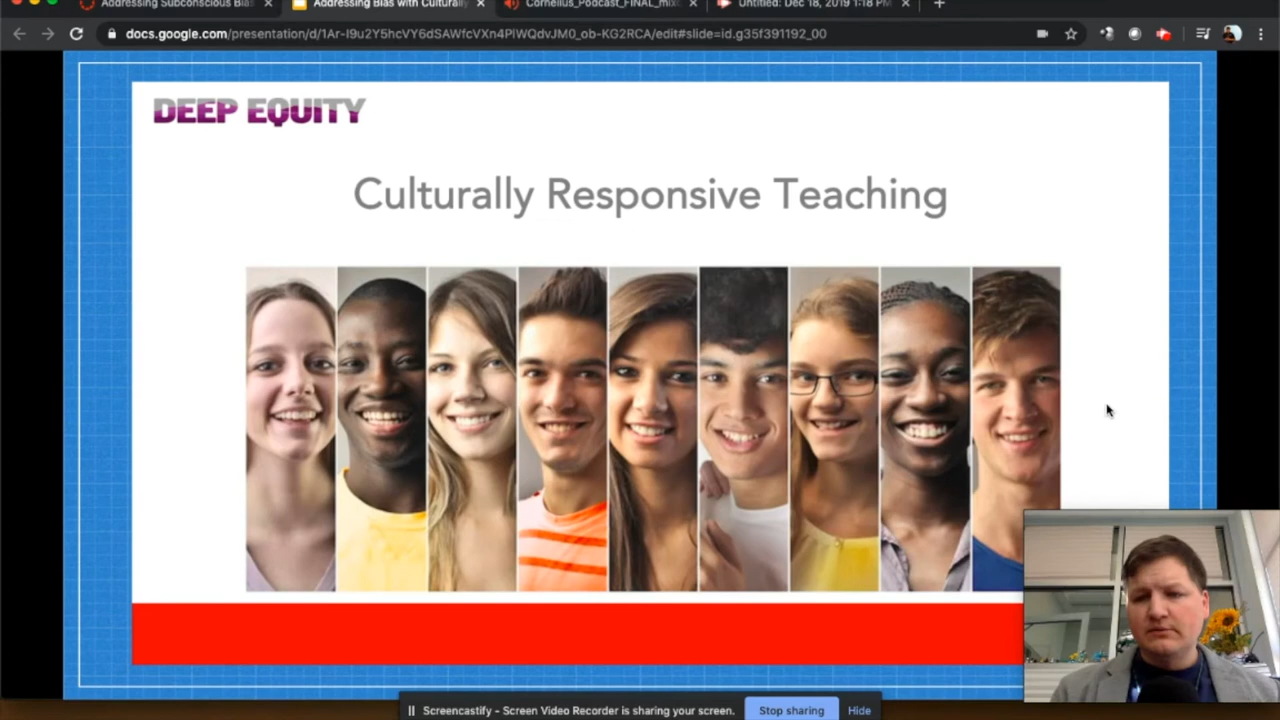 Addressing Subconscious Bias
Addressing Bias with Culturally
Cornelius_Podcast_FINAL_mix
Untitled: Dec 18, 2019 1:18 PM
docs.google.com/presentation/d/1Ar-I9u2Y5hcVY6dSAWfcVXn4PlWQdvJM0_ob-KG2RCA/edit#slide=id.g35f391192_00
DEEP EQUITY
Culturally Responsive Teaching
Screencastify - Screen Video Recorder is sharing your screen.
Stop sharing
Hide